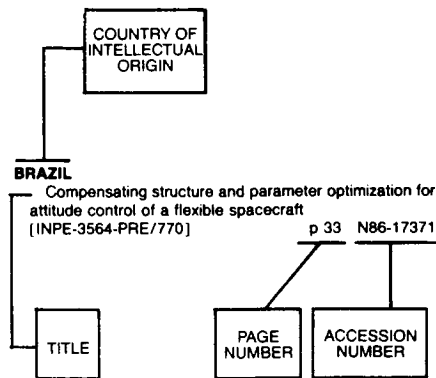 COUNTRY OF
INTELLECTUAL
ORIGIN
BRAZIL
Compensating structure and parameter optimization for
attitude control of a flexible spacecraft
[INPE-3564-PRE/770] p 33 N86-17371
TITLE
PAGE
NUMBER
ACCESSION
NUMBER